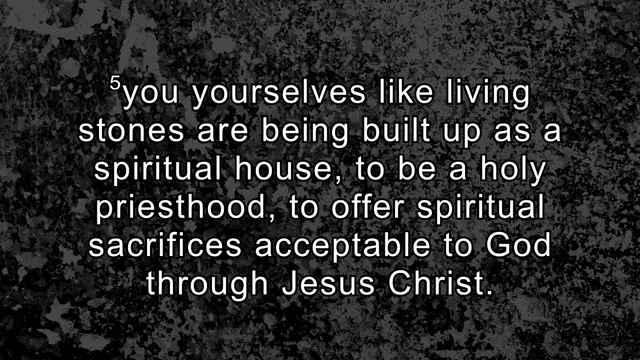 ⁵you yourselves like living
stones are being built up as a
spiritual house, to be a holy
priesthood, to offer spiritual
sacrifices acceptable to God
through Jesus Christ.